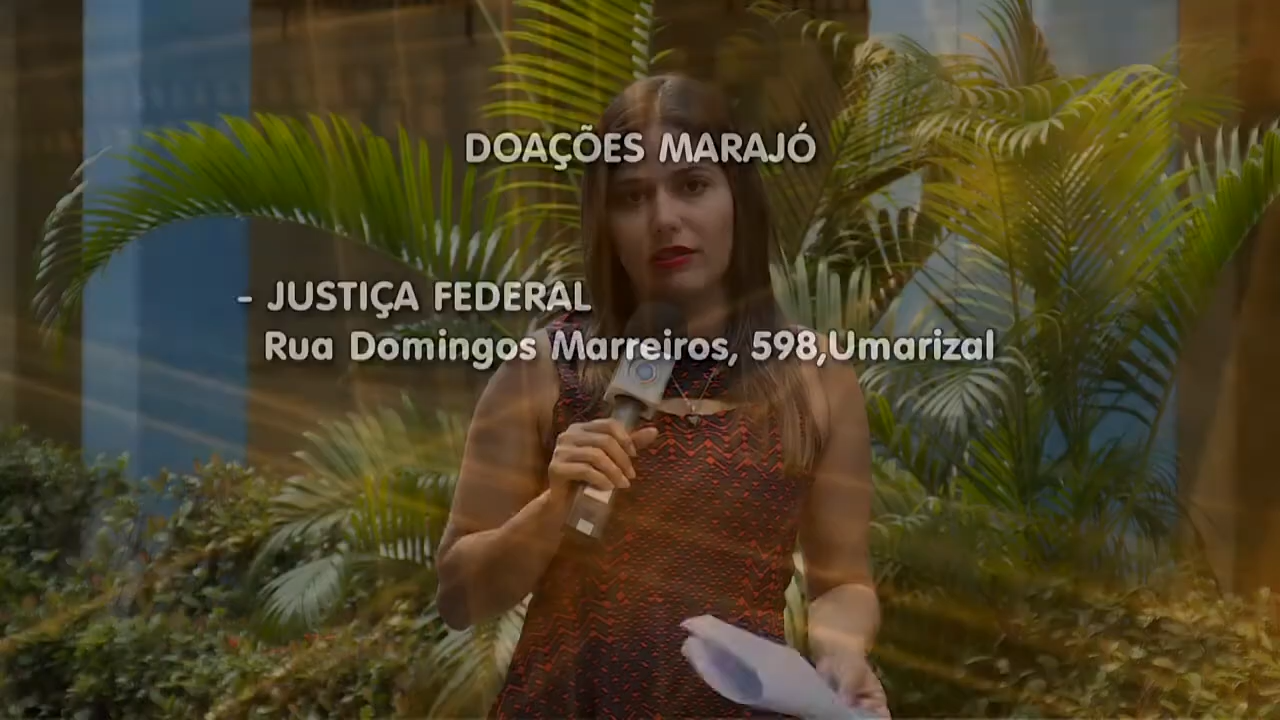 DOAÇÕES MARAJÓ
- JUSTIÇA FEDERAL
Rua Domingos Marreiros, 598,Umarizal